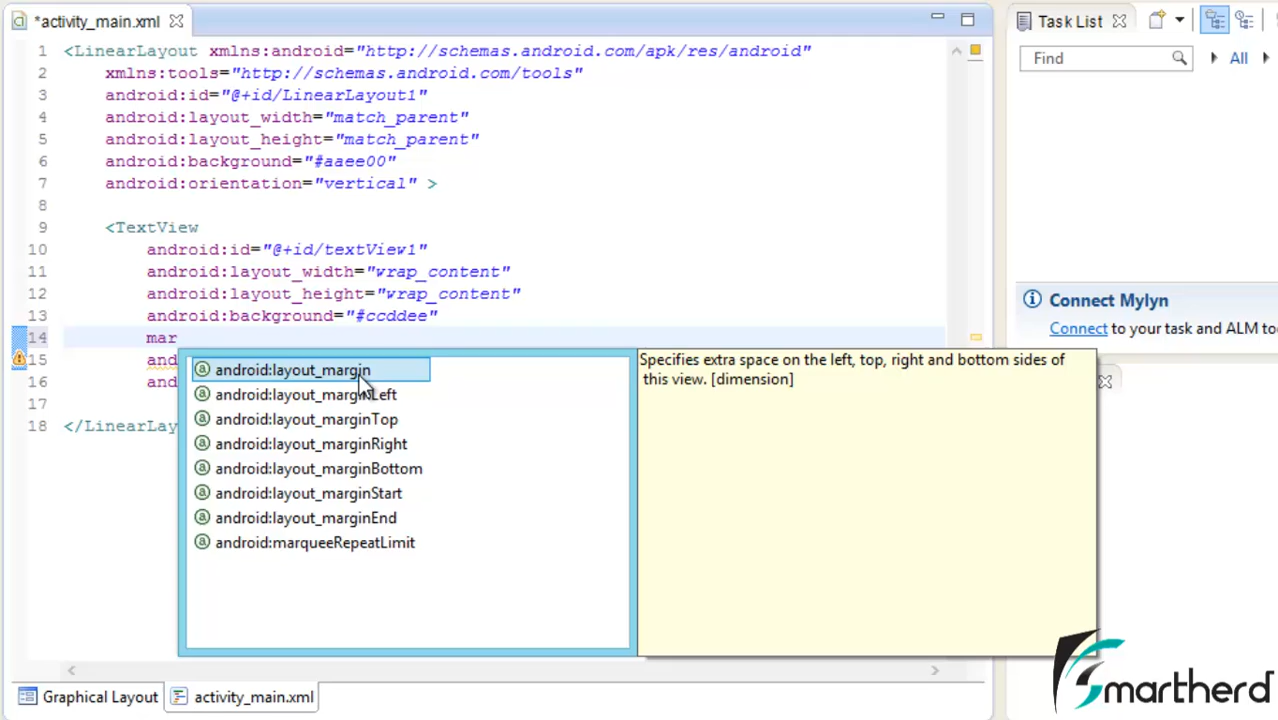 *activity_main.xml
Task List
Find
All
1 <LinearLayout xmlns:android="http://schemas.android.com/apk/res/android"
2 xmlns:tools="http://schemas.android.com/tools"
3 android:id="@+id/LinearLayout1"
4 android:layout_width="match_parent"
5 android:layout_height="match_parent"
6 android:background="#aaee00"
7 android:orientation="vertical" >
8
9 <TextView
10 android:id="@+id/textView1"
11 android:layout_width="wrap_content"
12 android:layout_height="wrap_content"
13 android:background="#ccddee"
14 mar
15 and
16 and
17
18 </LinearLay
android:layout_margin
android:layout_marginLeft
android:layout_marginTop
android:layout_marginRight
android:layout_marginBottom
android:layout_marginStart
android:layout_marginEnd
android:marqueeRepeatLimit
Specifies extra space on the left, top, right and bottom sides of
this view. [dimension]
Connect Mylyn
Connect to your task and ALM to
Graphical Layout
activity_main.xml
Smartherd